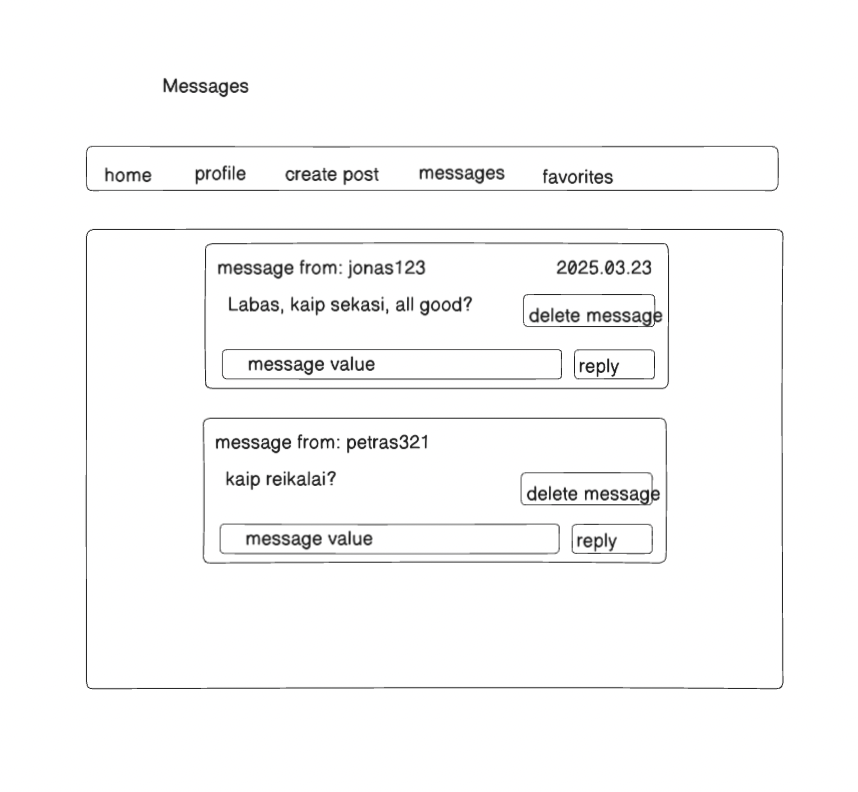 Messages
home profile create post messages favorites
message from: jonas123 2025.03.23
Labas, kaip sekasi, all good?
delete message
message value reply
message from: petras321
kaip reikalai?
delete message
message value reply